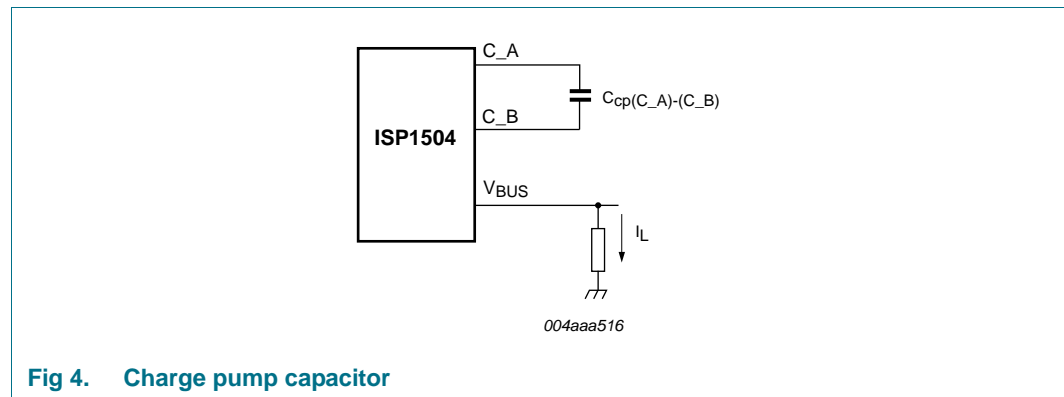 C_A
Ccp(C_A)-(C_B)
C_B
ISP1504
VBUS
IL
004aaa516
Fig 4. Charge pump capacitor